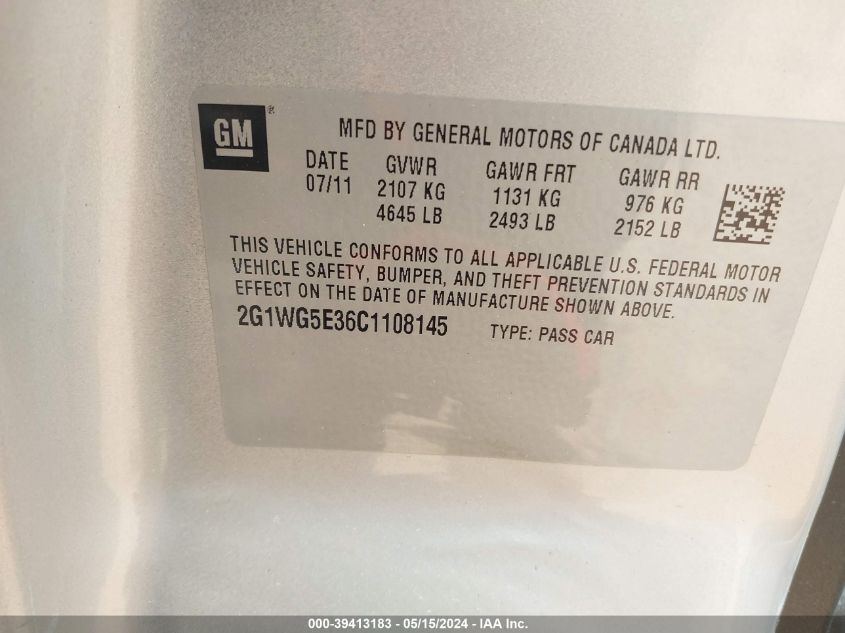 GM ®
MFD BY GENERAL MOTORS OF CANADA LTD.
DATE GVWR GAWR FRT GAWR RR
07/11 2107 KG 1131 KG 976 KG
4645 LB 2493 LB 2152 LB
THIS VEHICLE CONFORMS TO ALL APPLICABLE U.S. FEDERAL MOTOR
VEHICLE SAFETY, BUMPER, AND THEFT PREVENTION STANDARDS IN
EFFECT ON THE DATE OF MANUFACTURE SHOWN ABOVE.
2G1WG5E36C1108145 TYPE: PASS CAR
000-39413183 - 05/15/2024 - IAA Inc.